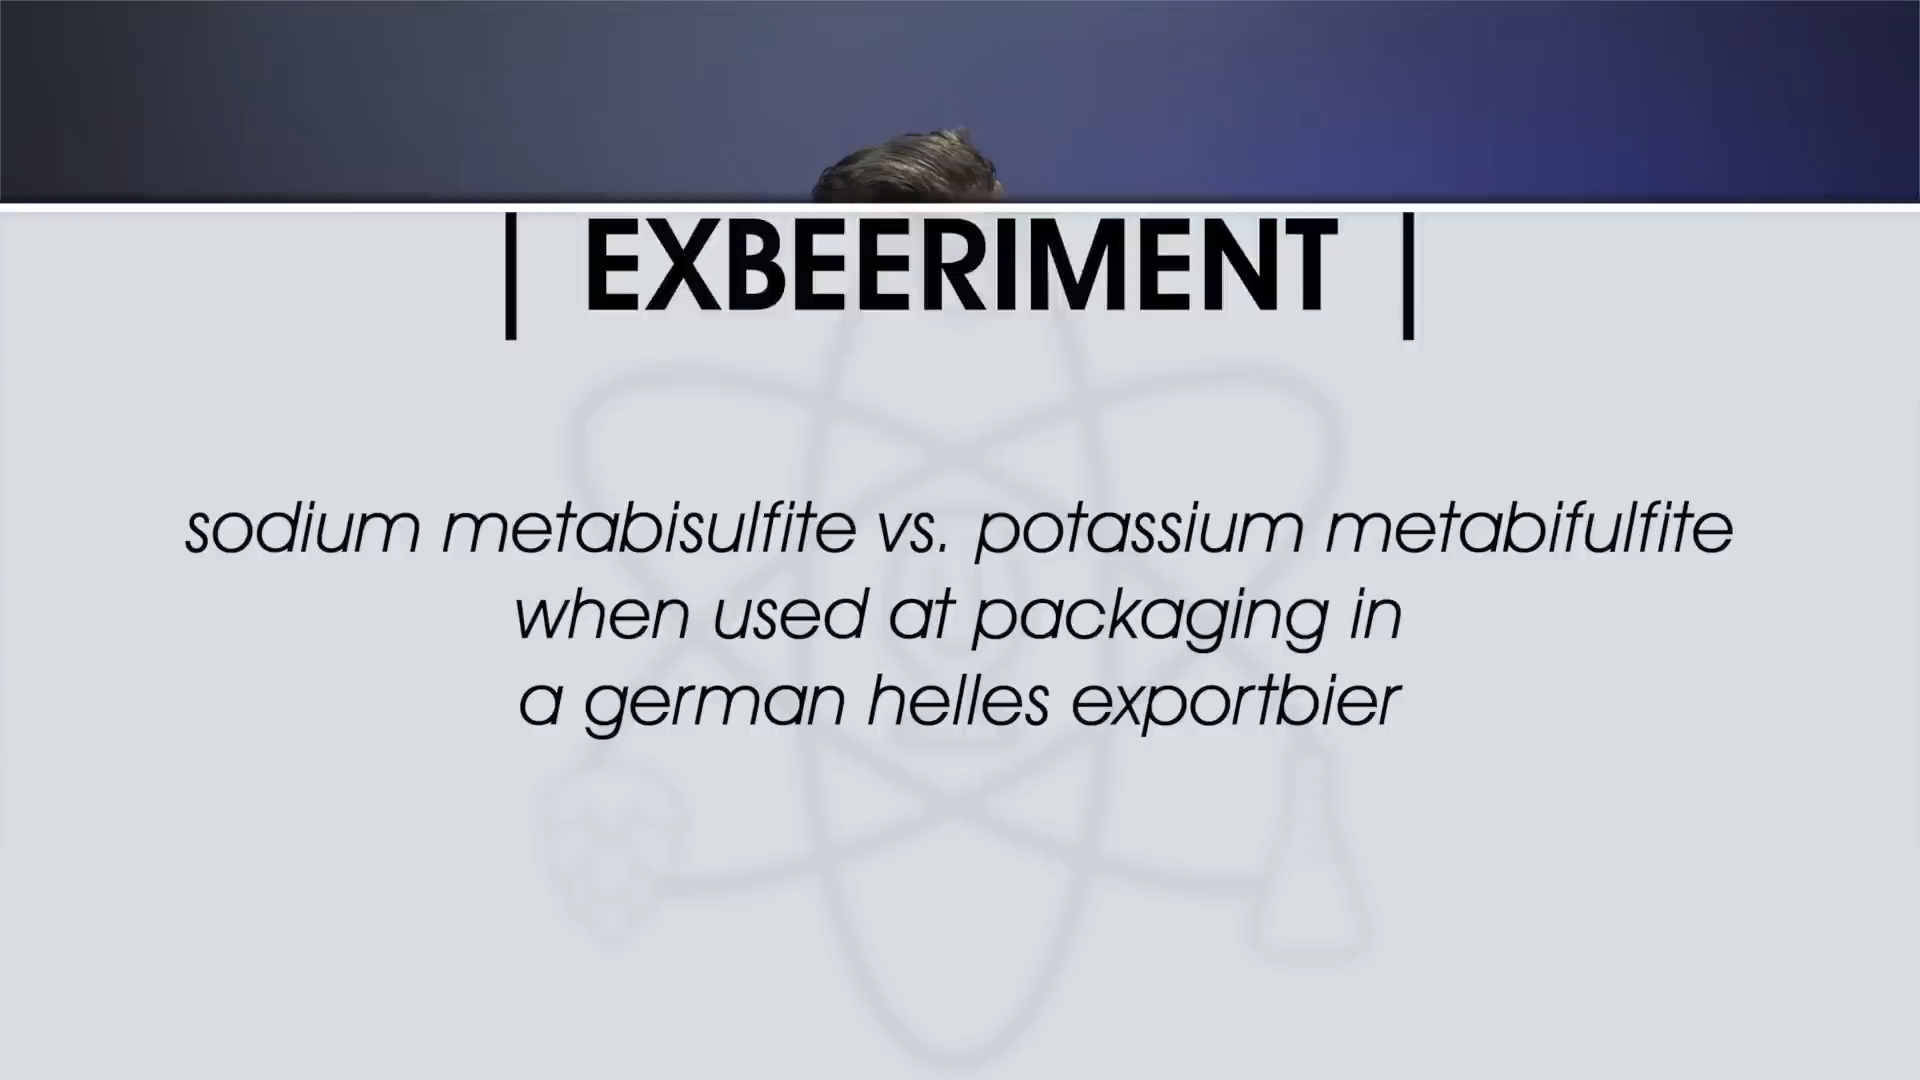 | EXBEERIMENT |
sodium metabisulfite vs. potassium metabifulfite
when used at packaging in
a german helles exportbier